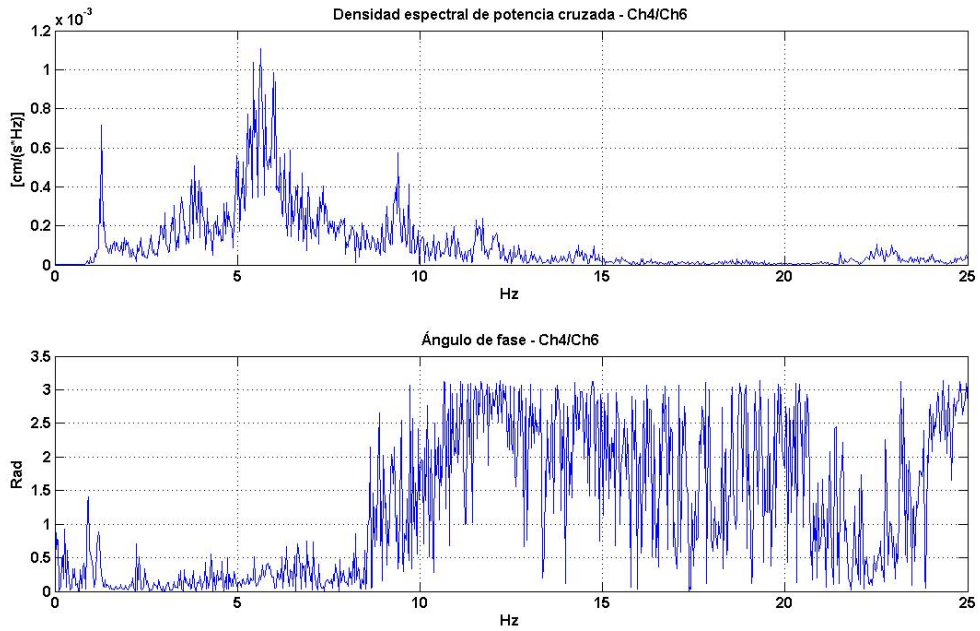 Densidad espectral de potencia cruzada - Ch4/Ch6
x 10⁻³
1.2
1
0.8
0.6
0.4
0.2
0
[cm/(s*Hz)]
0 5 10 15 20 25
Hz
Ángulo de fase - Ch4/Ch6
3.5
3
2.5
2
1.5
1
0.5
0
Rad
0 5 10 15 20 25
Hz